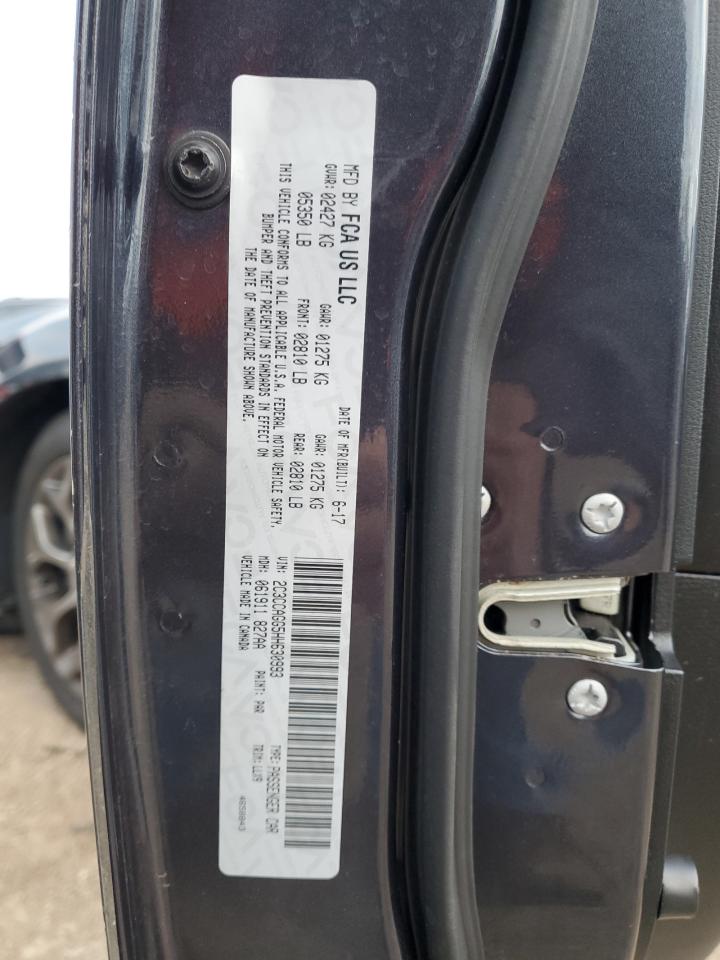 MFD BY FCA US LLC
DATE OF MFR(BUILT): 6-17
GVWR: 02427 KG GAWR: 01275 KG GAWR: 01275 KG
05350 LB FRONT: 02810 LB REAR: 02810 LB
THIS VEHICLE CONFORMS TO ALL APPLICABLE U.S.A. FEDERAL MOTOR VEHICLE SAFETY,
BUMPER AND THEFT PREVENTION STANDARDS IN EFFECT ON
THE DATE OF MANUFACTURE SHOWN ABOVE.
VIN: 2C3CCAGG5HH630993 TYPE: PASSENGER CAR
MDH: 061911 827AA PAINT: PAR TRIM: LLX9
VEHICLE MADE IN CANADA